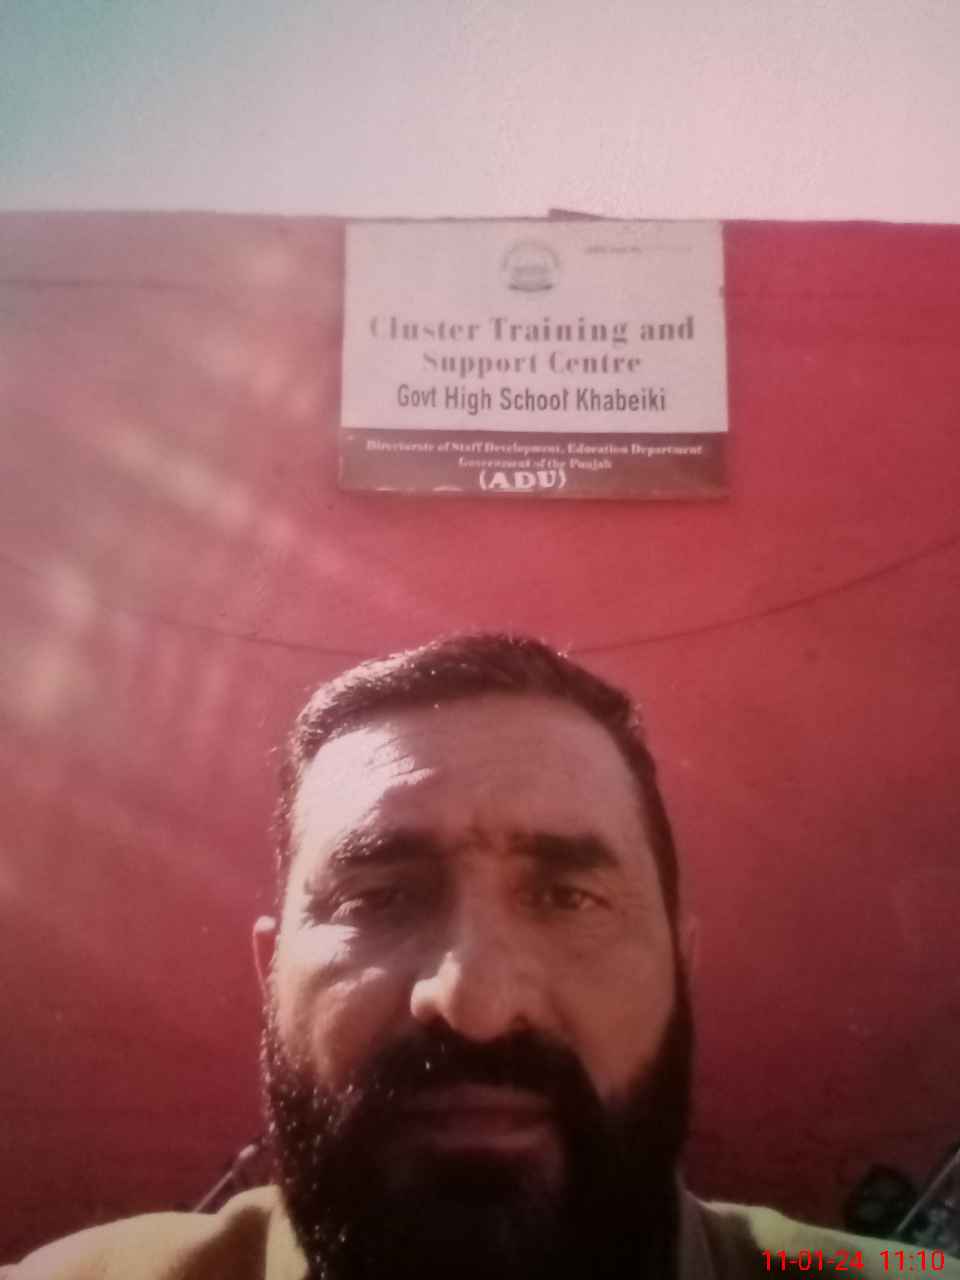 Cluster Training and
Support Centre
Govt High School Khabeiki
Directorate of Staff Development, Education Department
Government of the Punjab
(ADU)
11-01-24 11:10